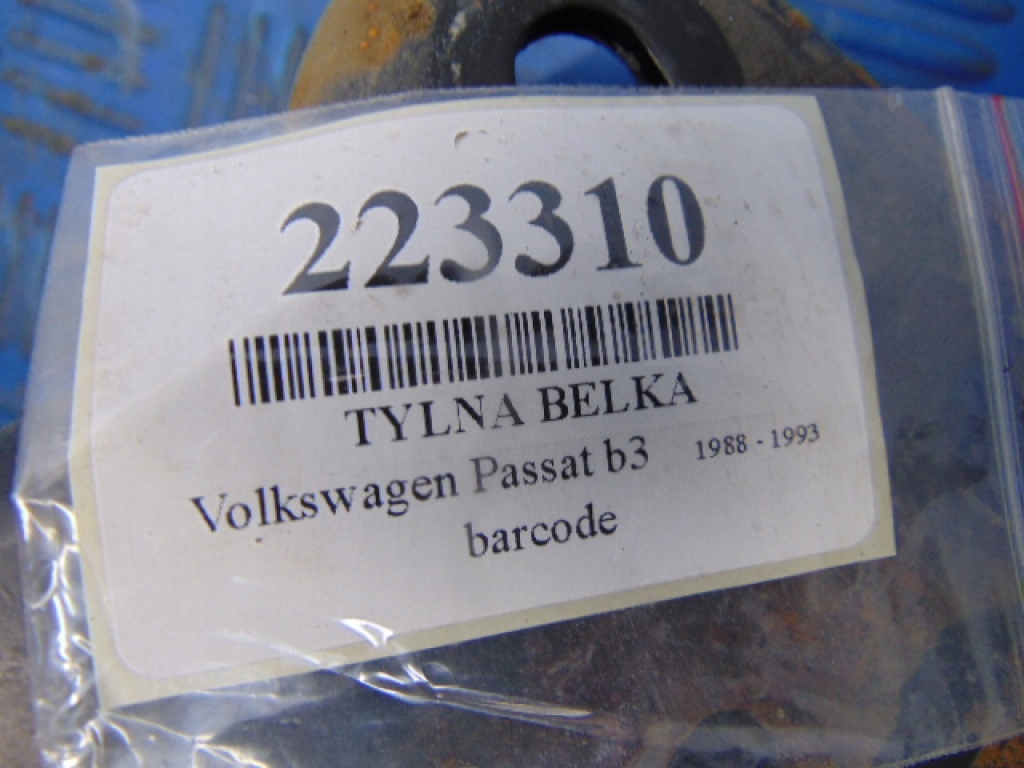 223310
TYLNA BELKA
Volkswagen Passat b3 1988 - 1993
barcode